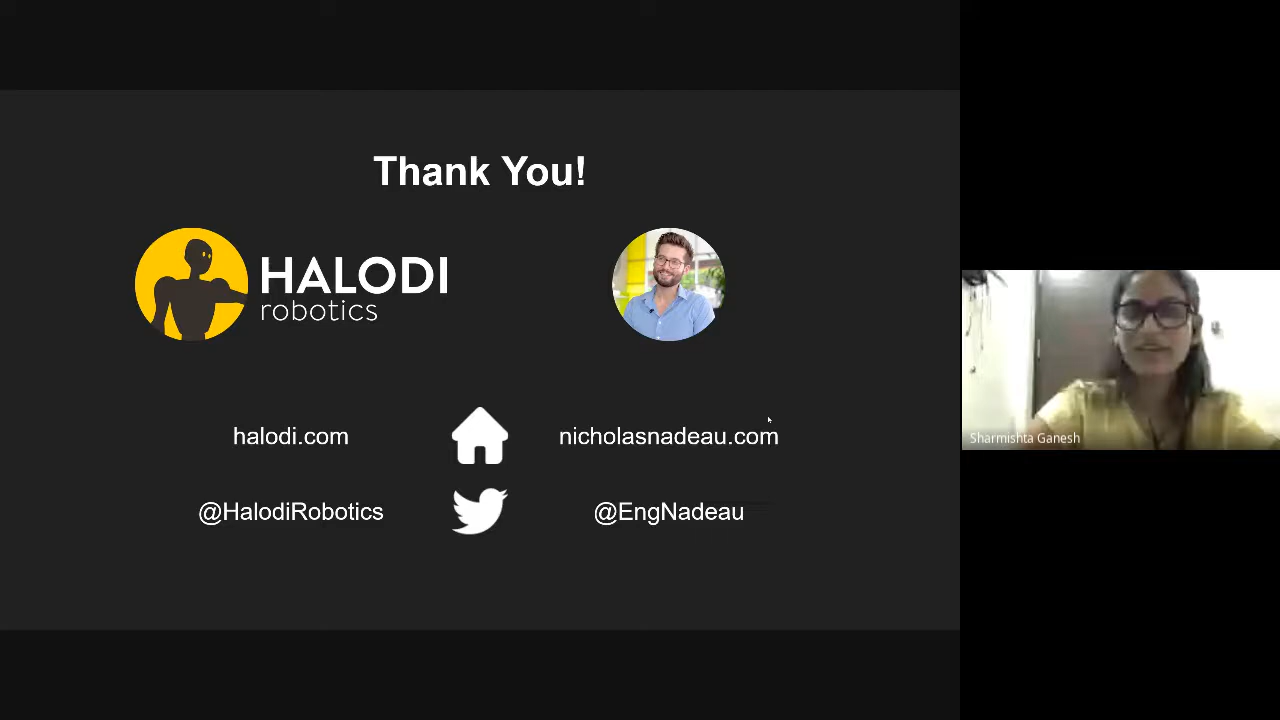 Thank You!
HALODI
robotics
halodi.com
nicholasnadeau.com
@HalodiRobotics
@EngNadeau
Sharmishta Ganesh